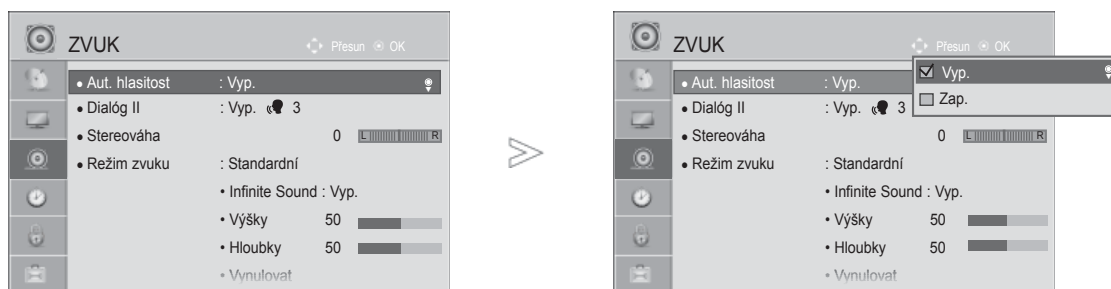 ZVUK
Přesun OK
• Aut. hlasitost : Vyp.
• Dialóg II : Vyp. 3
• Stereováha 0 L R
• Režim zvuku : Standardní
• Infinite Sound : Vyp.
• Výšky 50
• Hloubky 50
• Vynulovat
ZVUK
Přesun OK
• Aut. hlasitost : Vyp.
Vyp.
Zap.
• Dialóg II : Vyp. 3
• Stereováha 0 L R
• Režim zvuku : Standardní
• Infinite Sound : Vyp.
• Výšky 50
• Hloubky 50
• Vynulovat